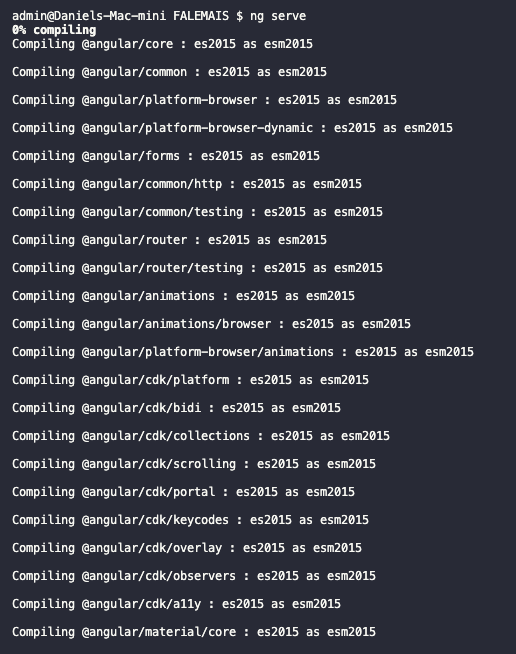 admin@Daniels-Mac-mini FALEMAIS $ ng serve
0% compiling
Compiling @angular/core : es2015 as esm2015
Compiling @angular/common : es2015 as esm2015
Compiling @angular/platform-browser : es2015 as esm2015
Compiling @angular/platform-browser-dynamic : es2015 as esm2015
Compiling @angular/forms : es2015 as esm2015
Compiling @angular/common/http : es2015 as esm2015
Compiling @angular/common/testing : es2015 as esm2015
Compiling @angular/router : es2015 as esm2015
Compiling @angular/router/testing : es2015 as esm2015
Compiling @angular/animations : es2015 as esm2015
Compiling @angular/animations/browser : es2015 as esm2015
Compiling @angular/platform-browser/animations : es2015 as esm2015
Compiling @angular/cdk/platform : es2015 as esm2015
Compiling @angular/cdk/bidi : es2015 as esm2015
Compiling @angular/cdk/collections : es2015 as esm2015
Compiling @angular/cdk/scrolling : es2015 as esm2015
Compiling @angular/cdk/portal : es2015 as esm2015
Compiling @angular/cdk/keycodes : es2015 as esm2015
Compiling @angular/cdk/overlay : es2015 as esm2015
Compiling @angular/cdk/observers : es2015 as esm2015
Compiling @angular/cdk/a11y : es2015 as esm2015
Compiling @angular/material/core : es2015 as esm2015